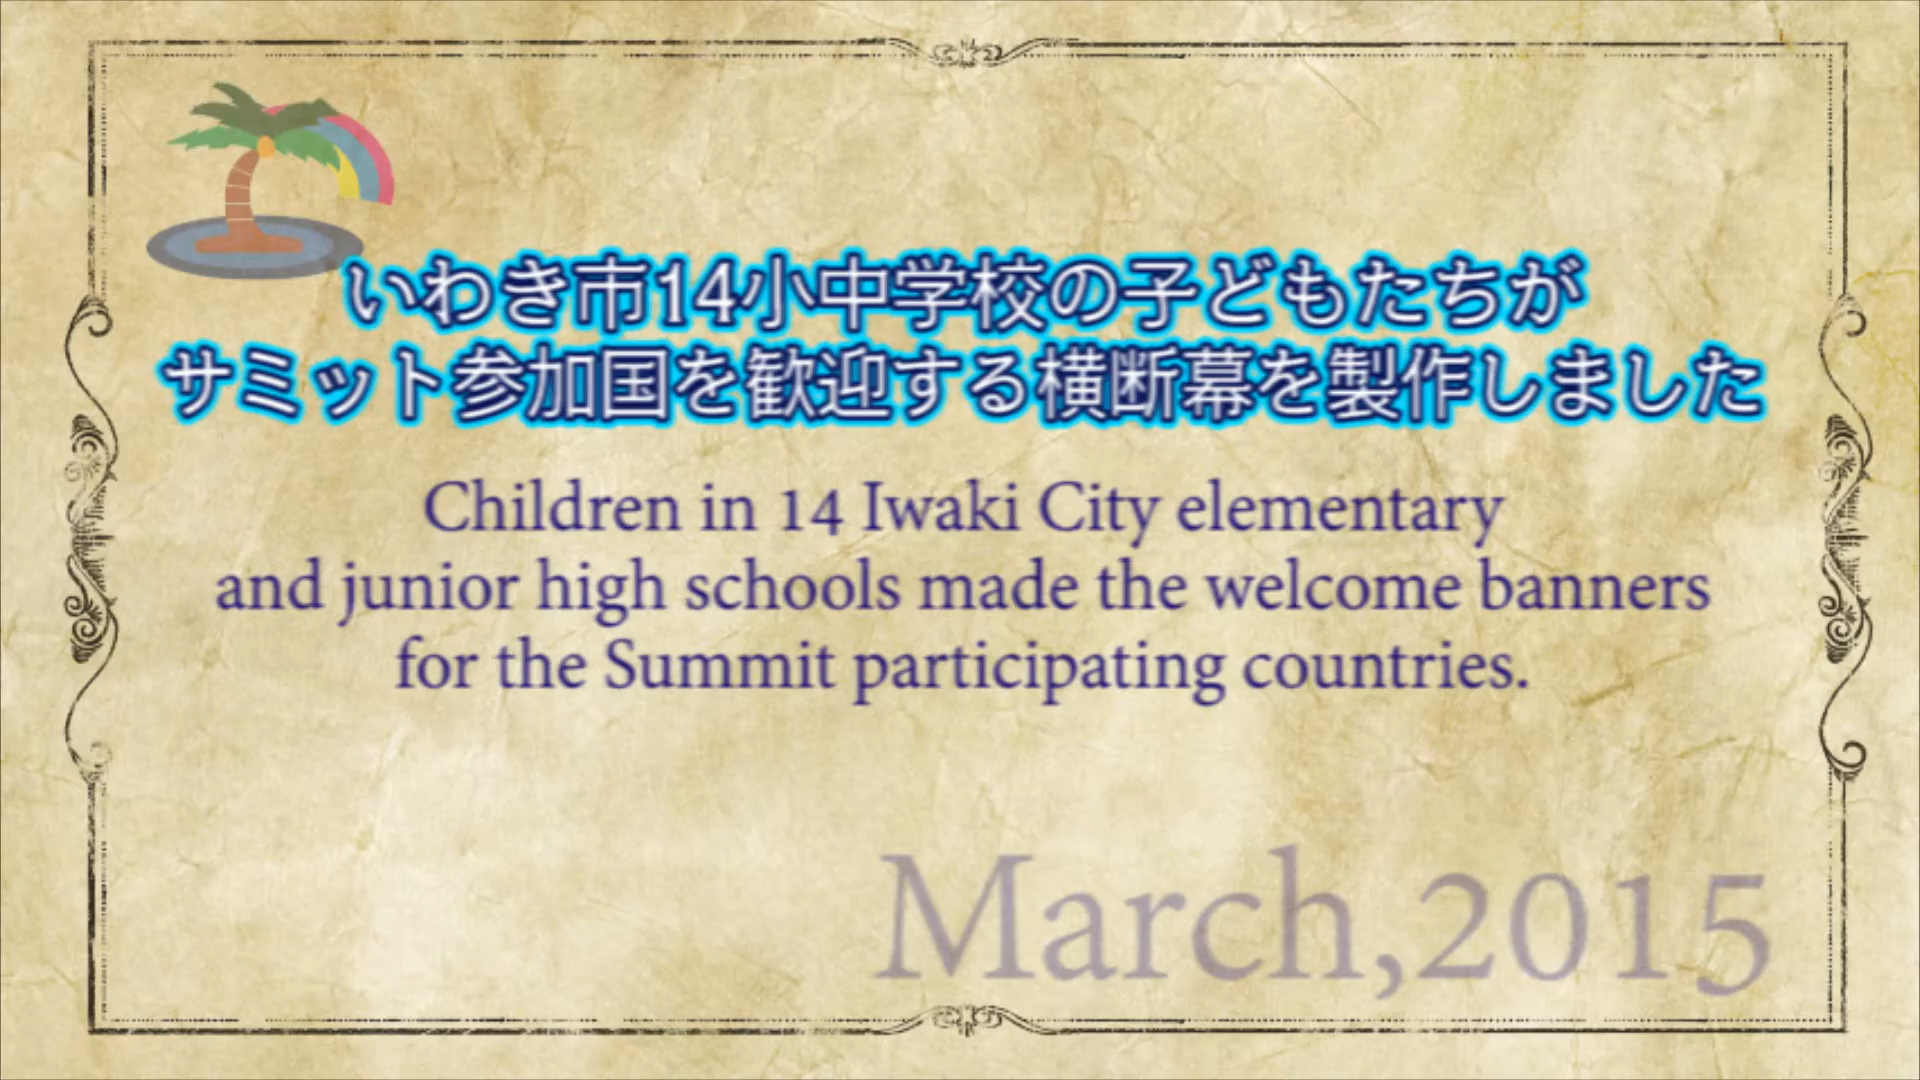 いわき市14小中学校の子どもたちが
サミット参加国を歓迎する横断幕を製作しました
Children in 14 Iwaki City elementary
and junior high schools made the welcome banners
for the Summit participating countries.
March,2015